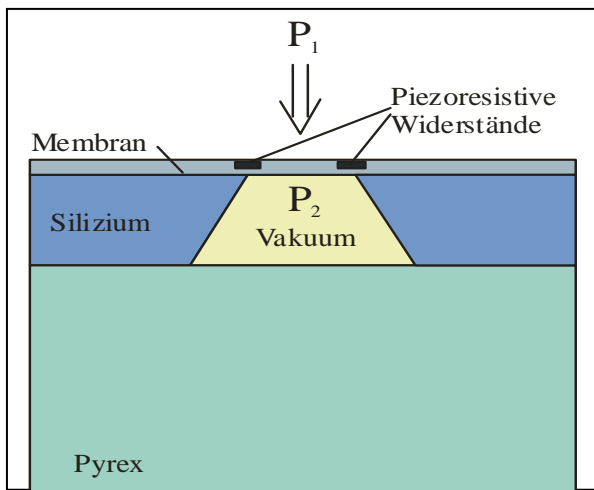 P1
Piezoresistive
Widerstände
Membran
P2
Silizium
Vakuum
Pyrex